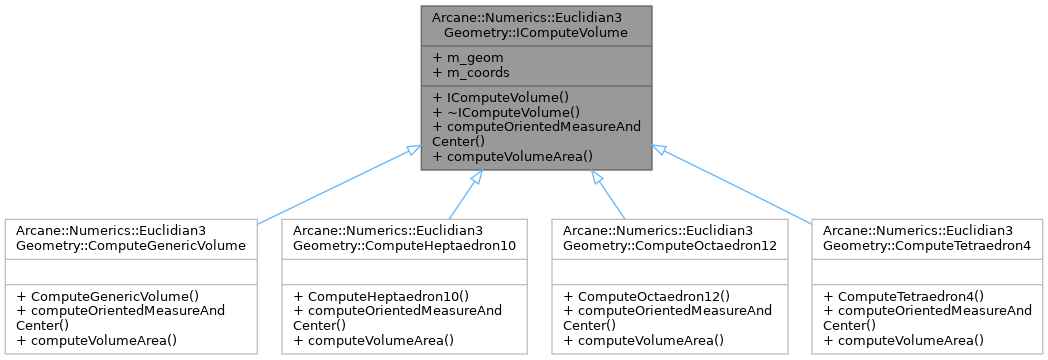 Arcane::Numerics::Euclidian3
Geometry::IComputeVolume
+ m_geom
+ m_coords
+ IComputeVolume()
+ ~IComputeVolume()
+ computeOrientedMeasureAnd
Center()
+ computeVolumeArea()
Arcane::Numerics::Euclidian3
Geometry::ComputeGenericVolume
+ ComputeGenericVolume()
+ computeOrientedMeasureAnd
Center()
+ computeVolumeArea()
Arcane::Numerics::Euclidian3
Geometry::ComputeHeptaedron10
+ ComputeHeptaedron10()
+ computeOrientedMeasureAnd
Center()
+ computeVolumeArea()
Arcane::Numerics::Euclidian3
Geometry::ComputeOctaedron12
+ ComputeOctaedron12()
+ computeOrientedMeasureAnd
Center()
+ computeVolumeArea()
Arcane::Numerics::Euclidian3
Geometry::ComputeTetraedron4
+ ComputeTetraedron4()
+ computeOrientedMeasureAnd
Center()
+ computeVolumeArea()